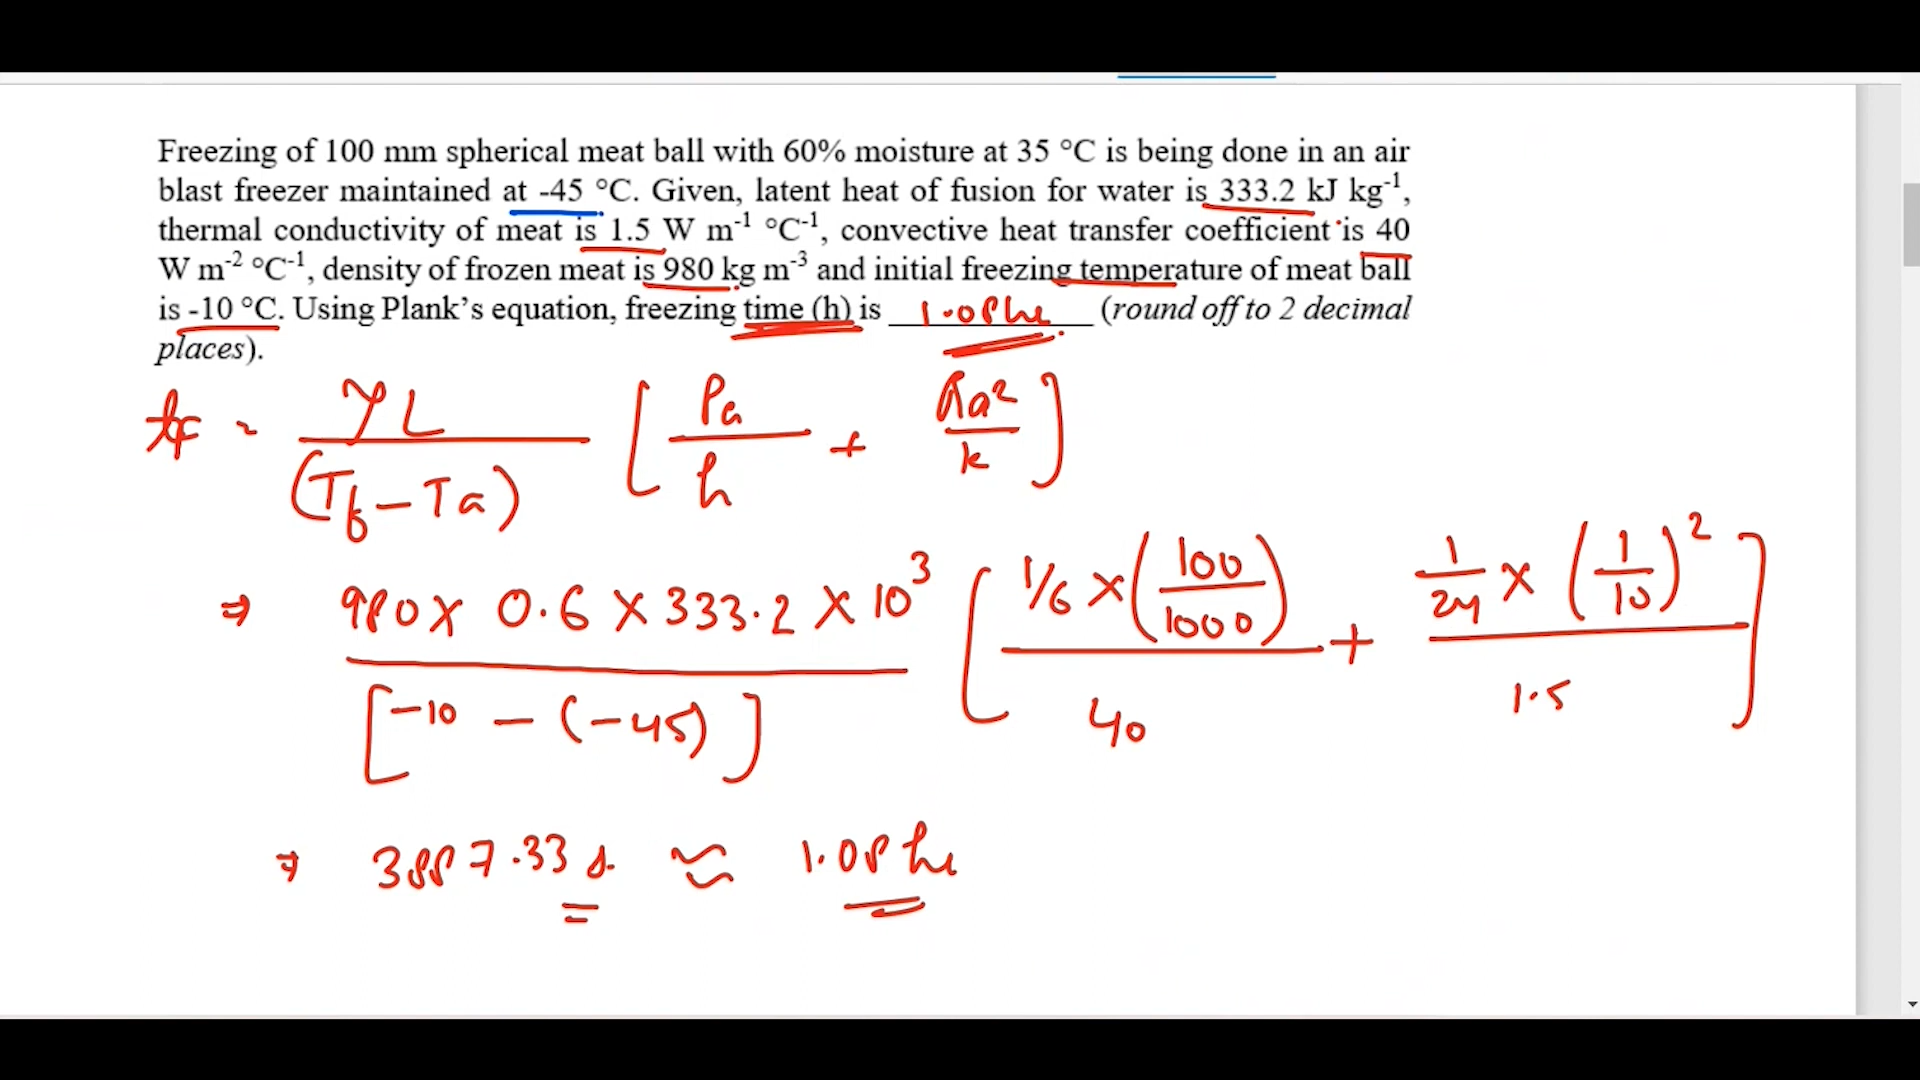 Freezing of 100 mm spherical meat ball with 60% moisture at 35 °C is being done in an air
blast freezer maintained at -45 °C. Given, latent heat of fusion for water is 333.2 kJ kg⁻¹,
thermal conductivity of meat is 1.5 W m⁻¹ °C⁻¹, convective heat transfer coefficient is 40
W m⁻² °C⁻¹, density of frozen meat is 980 kg m⁻³ and initial freezing temperature of meat ball
is -10 °C. Using Plank’s equation, freezing time (h) is 1.08 hr (round off to 2 decimal
places).
tf = γL / (Tf - Ta) [ Pa / h + Ra² / k ]
⇒ 980 × 0.6 × 333.2 × 10³ / [-10 - (-45)] [ 1/6 × (100/1000) / 40 + 1/24 × (1/10)² / 1.5 ]
⇒ 3887.33 s. ≈ 1.08 hr